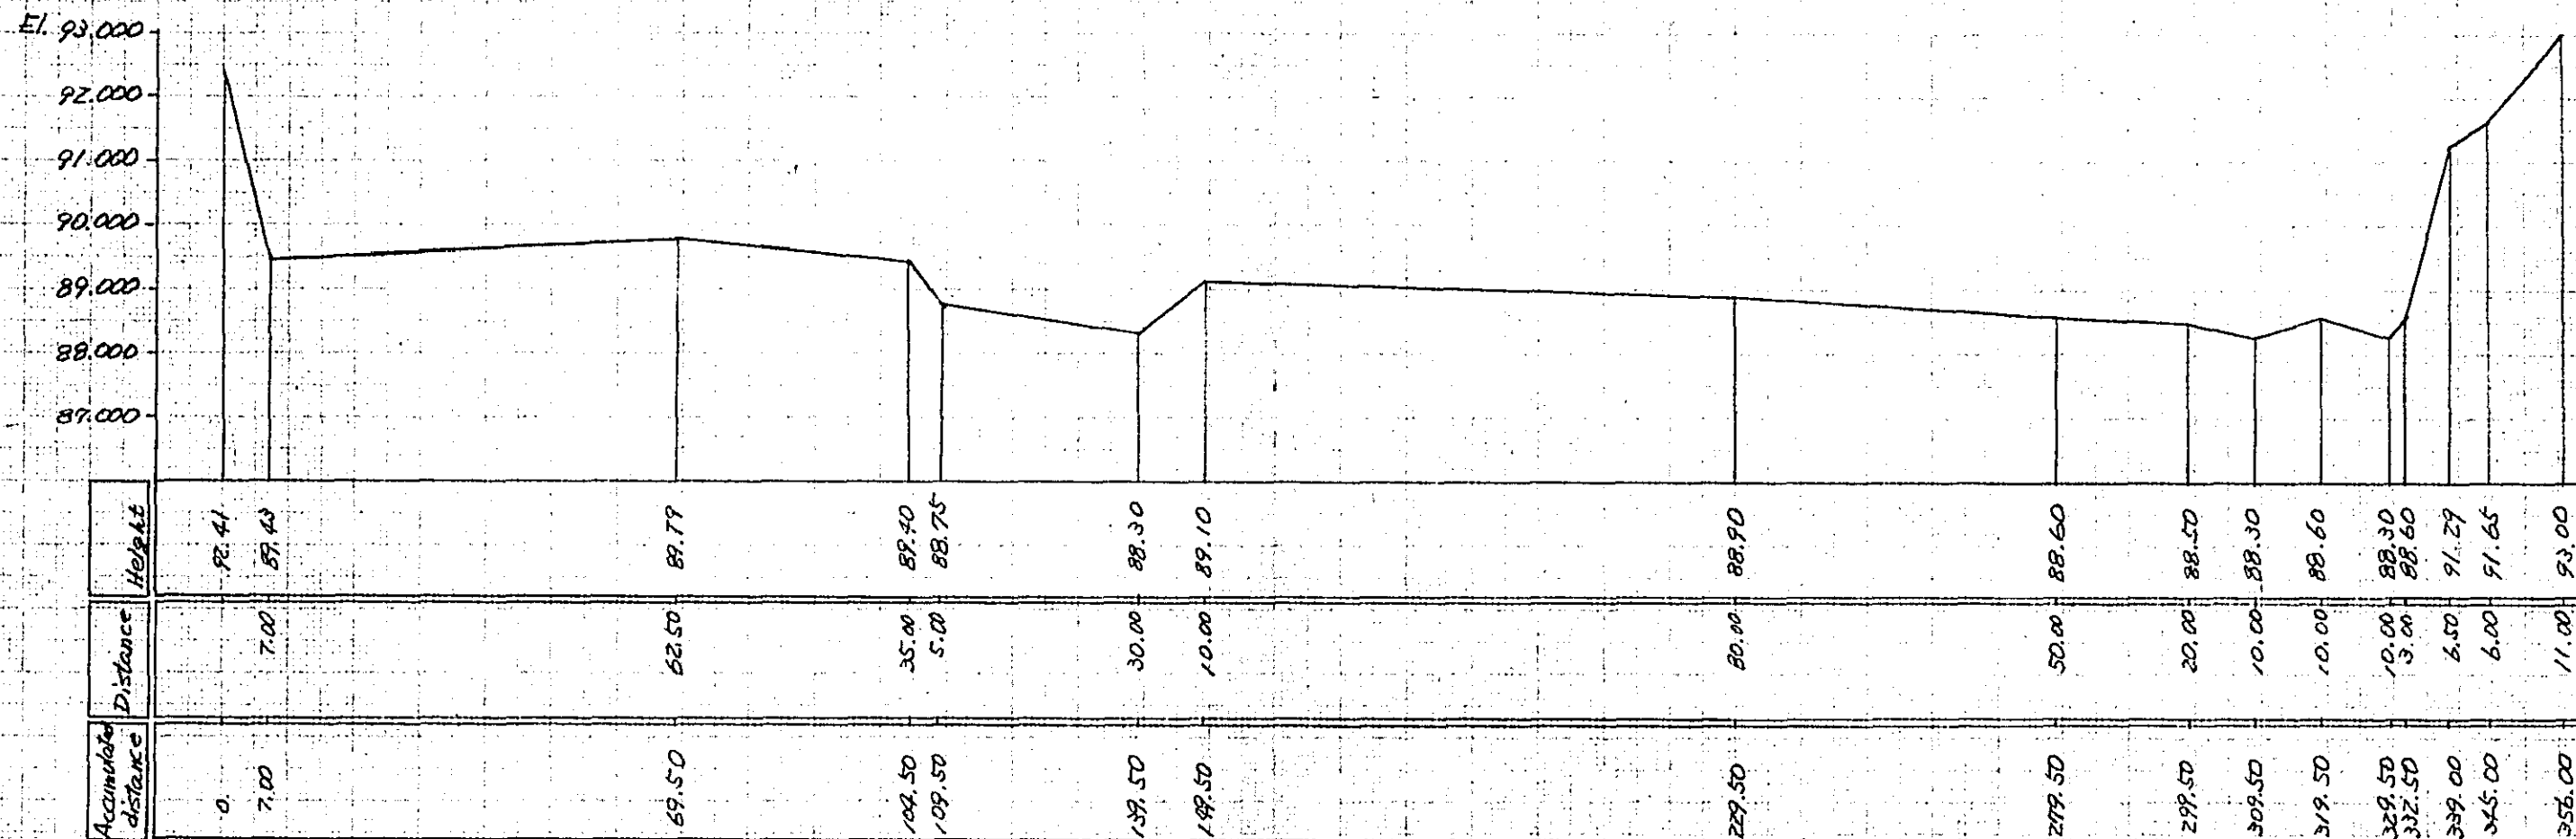 El. 93.000
92.000
91.000
90.000
89.000
88.000
87.000
Height 92.41 89.43 89.79 89.40 88.75 88.30 89.10 88.90 88.60 88.50 88.30 88.60 88.30 88.60 91.29 91.65 93.00
Distance 7.00 62.50 35.00 5.00 30.00 10.00 80.00 50.00 20.00 10.00 10.00 10.00 3.00 6.50 6.00 11.00
Accumulated distance 0. 7.00 69.50 104.50 109.50 139.50 149.50 229.50 279.50 299.50 309.50 319.50 329.50 332.50 339.00 345.00 356.00